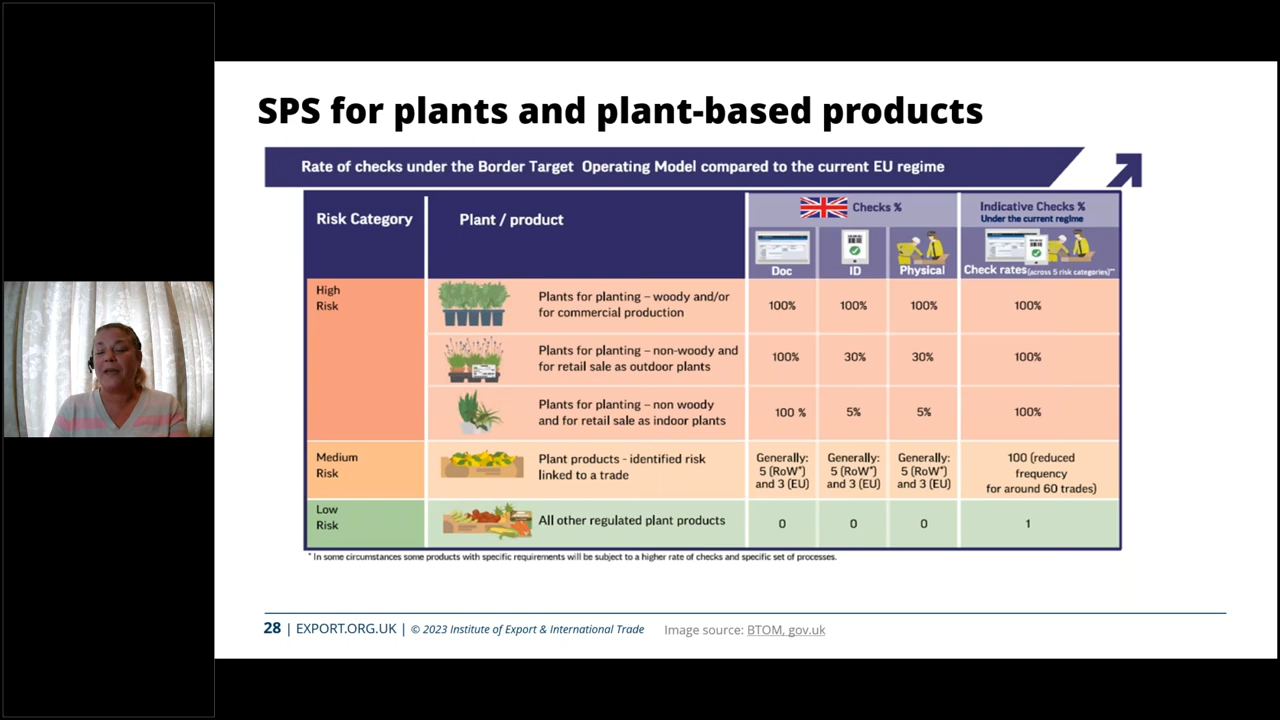 SPS for plants and plant-based products
Rate of checks under the Border Target Operating Model compared to the current EU regime
Risk Category
Plant / product
Checks %
Indicative Checks %
Under the current regime
Doc
ID
Physical
Check rates (across 5 risk categories)**
High
Risk
Plants for planting – woody and/or
for commercial production
100%
100%
100%
100%
Plants for planting – non-woody and
for retail sale as outdoor plants
100%
30%
30%
100%
Plants for planting – non woody
and for retail sale as indoor plants
100 %
5%
5%
100%
Medium
Risk
Plant products - identified risk
linked to a trade
Generally:
5 (RoW*)
and 3 (EU)
Generally:
5 (RoW*)
and 3 (EU)
Generally:
5 (RoW*)
and 3 (EU)
100 (reduced
frequency
for around 60 trades)
Low
Risk
All other regulated plant products
0
0
0
1
* In some circumstances some products with specific requirements will be subject to a higher rate of checks and specific set of processes.
28 | EXPORT.ORG.UK | © 2023 Institute of Export & International Trade
Image source: BTOM, gov.uk